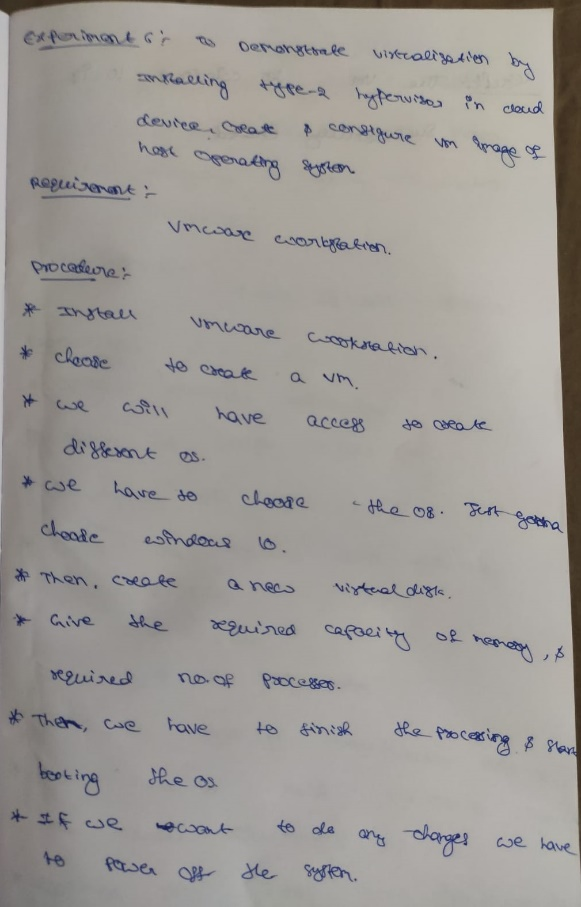 Experiment 6 :- To Demonstrate virtualization by
Installing type-2 hypervisor in cloud
device, Create & configure vm image of
host operating system
Requirement :-
Vmware workstation.
Procedure :-
* Install Vmware workstation.
* choose to create a vm.
* we will have access to create
different os.
* we have to choose the os. Just gonna
choose windows 10.
* Then, create a new virtual disk.
* Give the required capacity of memory, &
required no. of processes.
* Then, we have to finish the processing & start
booting the os
* If we want to do any changes we have
to power off the system.